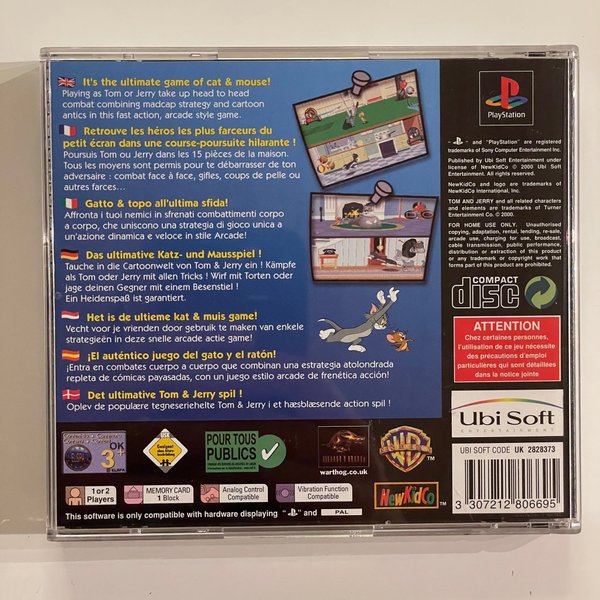 It's the ultimate game of cat & mouse!
Playing as Tom or Jerry take up head to head
combat combining madcap strategy and cartoon
antics in this fast action, arcade style game.
Retrouve les héros les plus farceurs du
petit écran dans une course-poursuite hilarante !
Poursuis Tom ou Jerry dans les 15 pièces de la maison.
Tous les moyens sont permis pour te débarrasser de ton
adversaire : combat face à face, gifles, coups de pelle ou
autres farces...
Gatto & topo all'ultima sfida!
Affronta i tuoi nemici in sfrenati combattimenti corpo
a corpo, che uniscono una strategia di gioco unica a
un'azione dinamica e veloce in stile Arcade!
Das ultimative Katz- und Mausspiel !
Tauche in die Cartoonwelt von Tom & Jerry ein ! Kämpfe
als Tom oder Jerry mit allen Tricks ! Wirf mit Torten oder
jage deinen Gegner mit einem Besenstiel !
Ein Heidenspaß ist garantiert.
Het is de ultieme kat & muis game!
Vecht voor je vrienden door gebruik te maken van enkele
strategieën in deze snelle arcade actie game!
¡El auténtico juego del gato y el ratón!
¡Entra en combates cuerpo a cuerpo que combinan una estrategia atolondrada
repleta de cómicas payasadas, con un juego estilo arcade de frenética acción!
Det ultimative Tom & Jerry spil !
Oplev de populære tegneseriehelte Tom & Jerry i et hæsblæsende action spil !
PlayStation
" " and "PlayStation" are registered
trademarks of Sony Computer Entertainment Inc.
Published by Ubi Soft Entertainment under
license of NewKidCo © 2000. Ubi Soft
Entertainment. All rights reserved.
NewKidCo and logo are trademarks of
NewKidCo International, Inc.
TOM AND JERRY and all related characters
and elements are trademarks of Turner
Entertainment Co. © 2000.
FOR HOME USE ONLY. Unauthorised
copying, adaptation, rental, lending, re-sale,
arcade use, charging for use, broadcast,
cable transmission, public performance,
distribution or extraction of this product
or any trademark or copyright work that
forms part of this product are prohibited.
COMPACT
disc
ATTENTION
Chez certaines personnes,
l'utilisation de ce jeu nécessite
des précautions d'emploi
particulières qui sont détaillées
dans la notice jointe
Ubi Soft
ENTERTAINMENT
UBI SOFT CODE UK 2828373
3 307212 806695
OK
3+
ELSPA
POUR TOUS
PUBLICS
warthog.co.uk
WB
NewKidCo™
1 or 2
Players
MEMORY CARD
1 Block
Analog Control
Compatible
Vibration Function
Compatible
This software is only compatible with hardware displaying " " and PAL